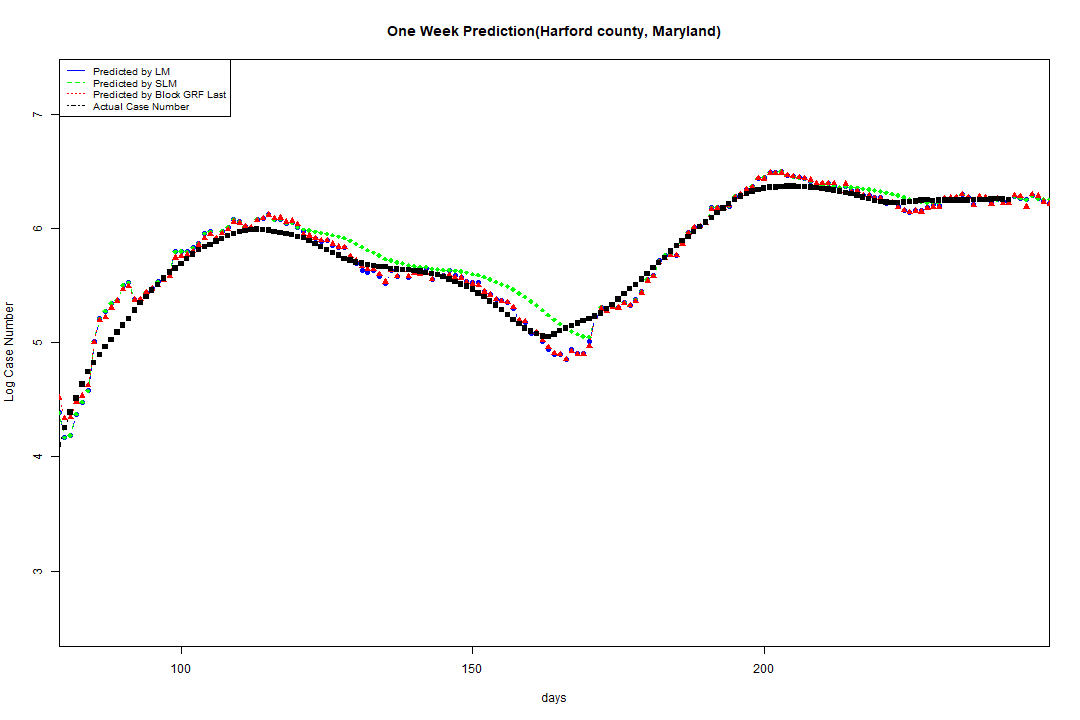 One Week Prediction(Harford county, Maryland)
Predicted by LM
Predicted by SLM
Predicted by Block GRF Last
Actual Case Number
7
6
5
4
3
Log Case Number
100 150 200
days